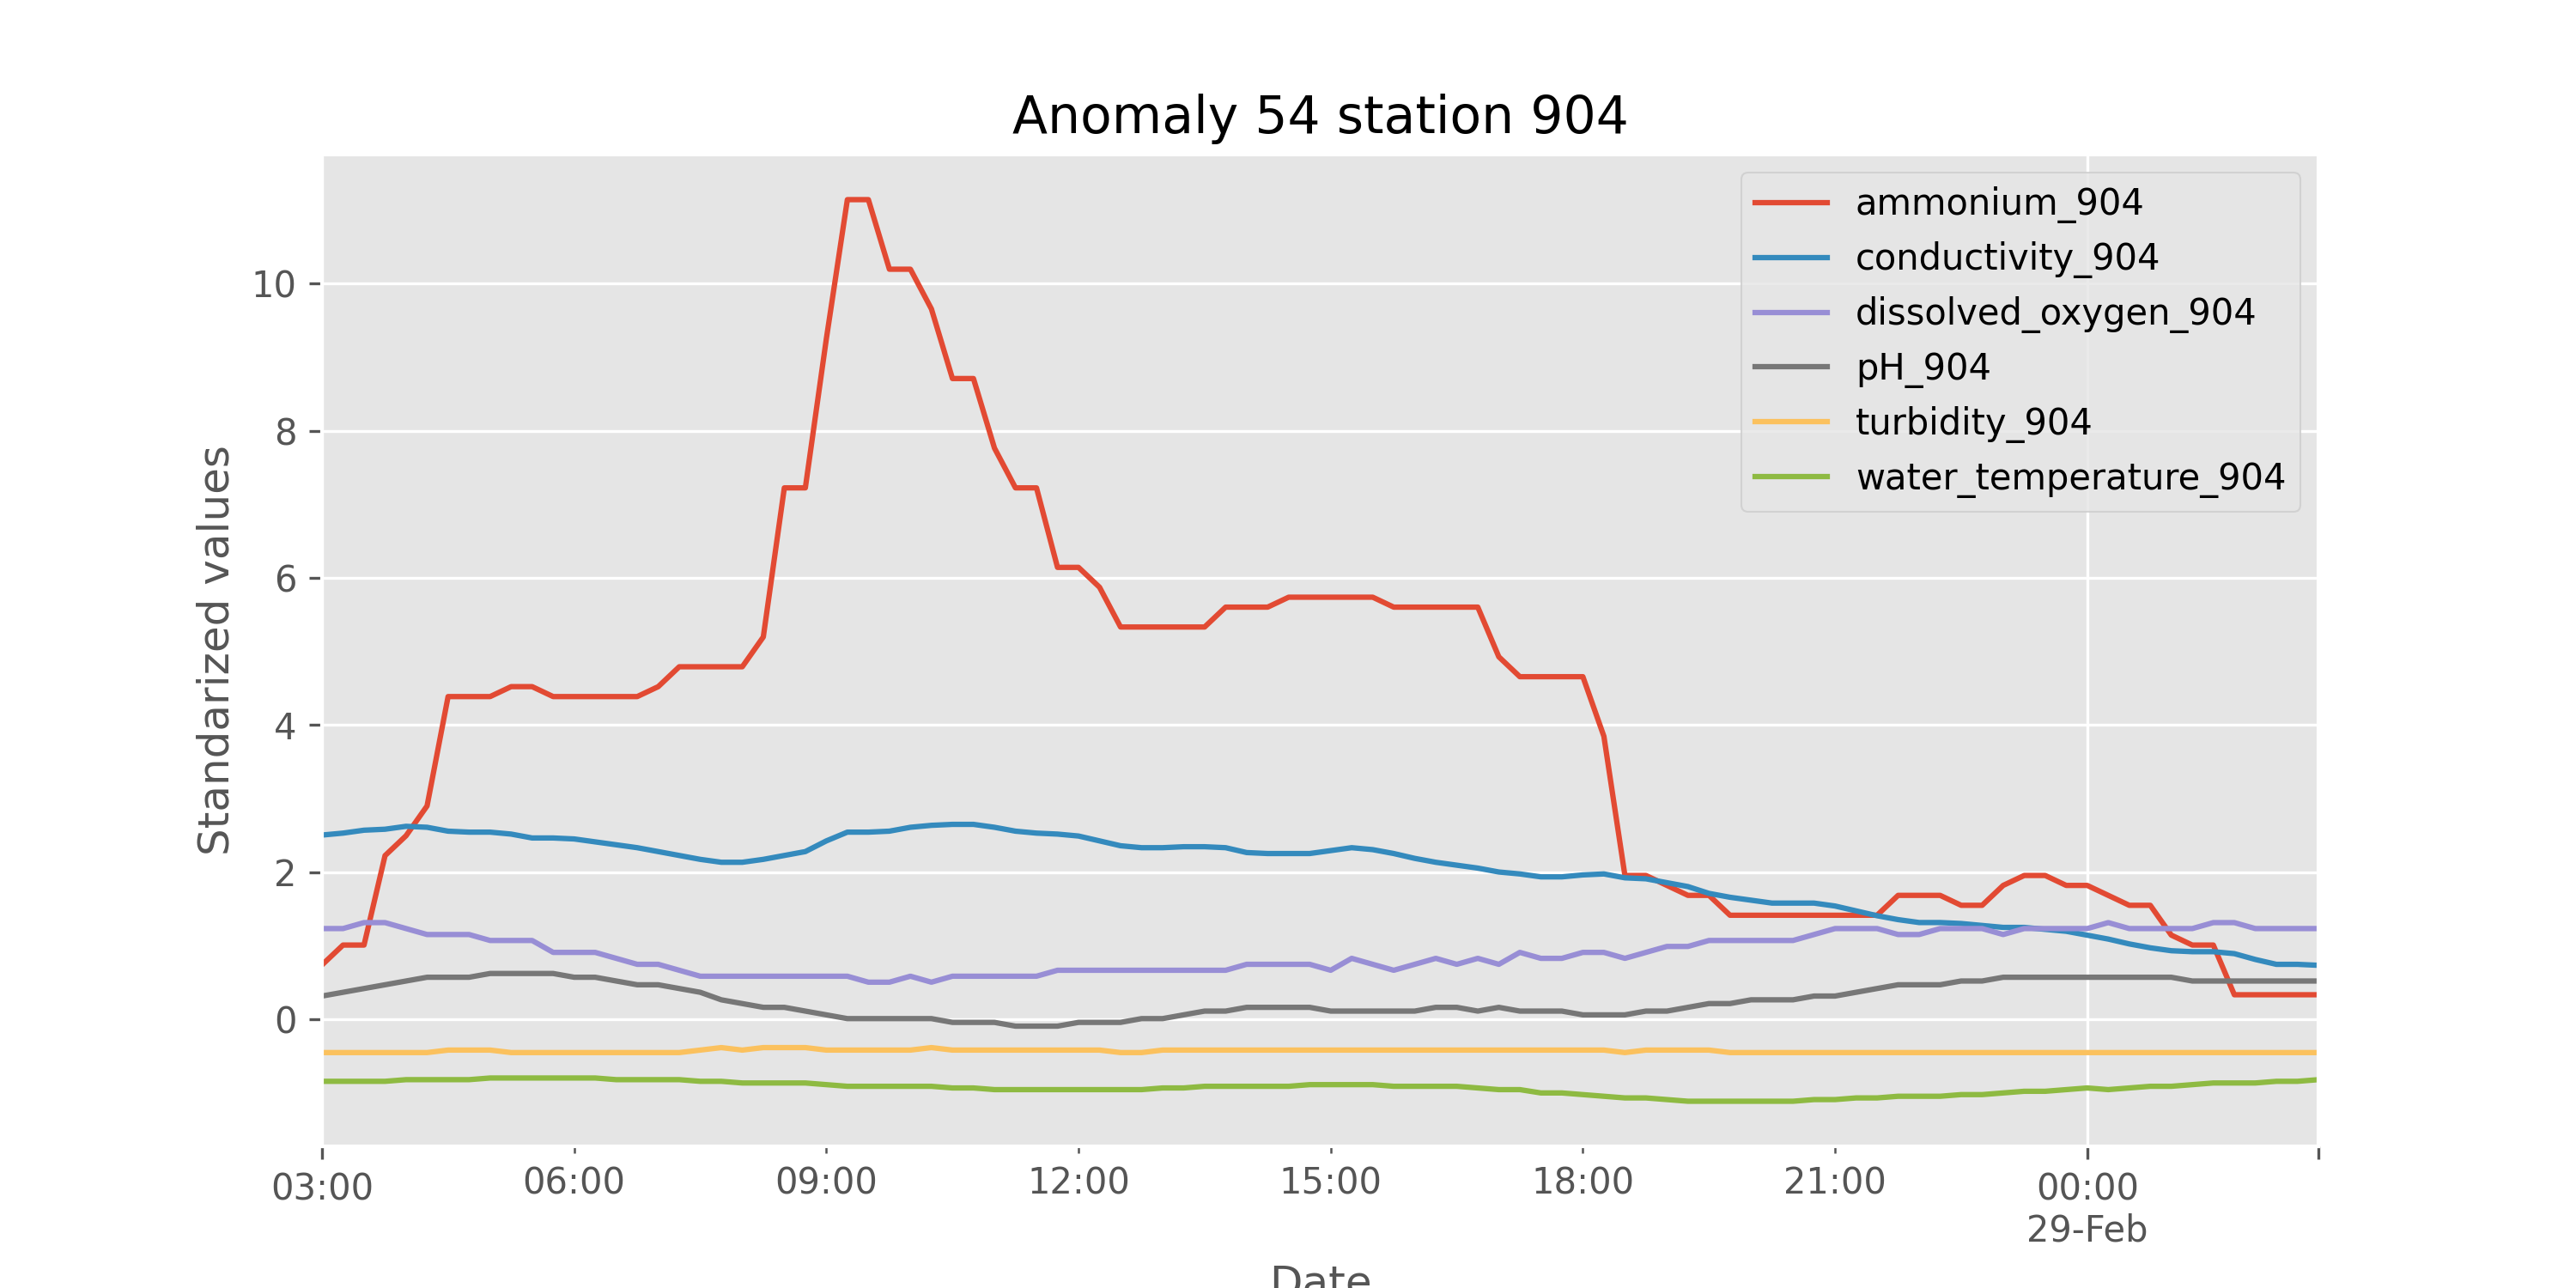 Anomaly 54 station 904
ammonium_904
conductivity_904
dissolved_oxygen_904
pH_904
turbidity_904
water_temperature_904
Standardized values
10
8
6
4
2
0
03:00 06:00 09:00 12:00 15:00 18:00 21:00 00:00
29-Feb
Date